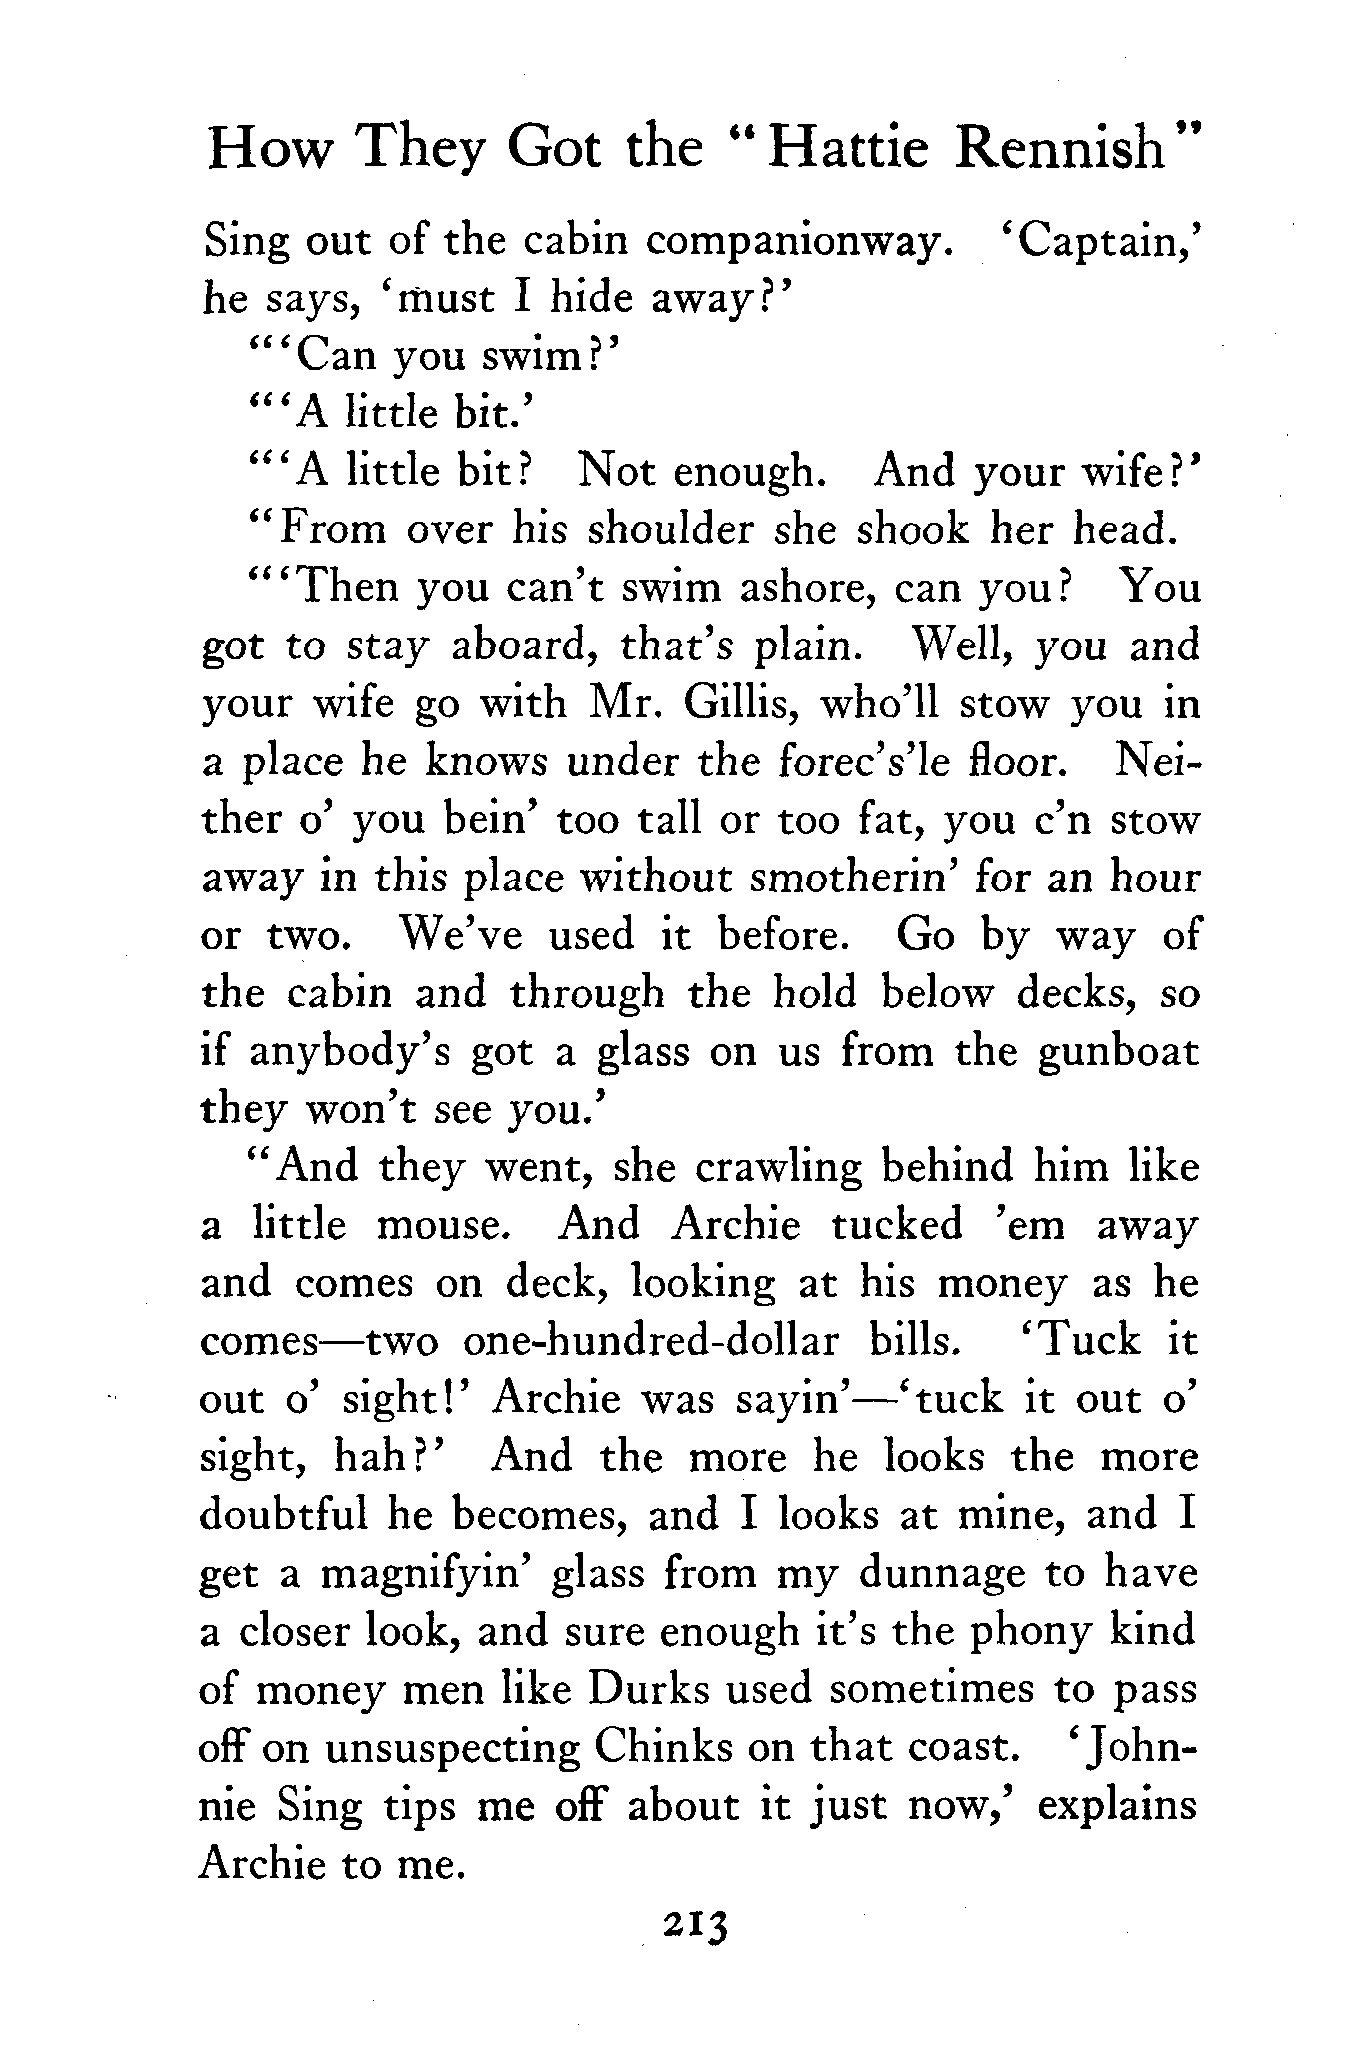 How They Got the “Hattie Rennish”
Sing out of the cabin companionway. ‘Captain,’
he says, ‘must I hide away?’
“‘Can you swim?’
“‘A little bit.’
“‘A little bit? Not enough. And your wife?’
“From over his shoulder she shook her head.
“‘Then you can’t swim ashore, can you? You
got to stay aboard, that’s plain. Well, you and
your wife go with Mr. Gillis, who’ll stow you in
a place he knows under the forec’s’le floor. Nei-
ther o’ you bein’ too tall or too fat, you c’n stow
away in this place without smotherin’ for an hour
or two. We’ve used it before. Go by way of
the cabin and through the hold below decks, so
if anybody’s got a glass on us from the gunboat
they won’t see you.’
“And they went, she crawling behind him like
a little mouse. And Archie tucked ’em away
and comes on deck, looking at his money as he
comes—two one-hundred-dollar bills. ‘Tuck it
out o’ sight!’ Archie was sayin’—‘tuck it out o’
sight, hah?’ And the more he looks the more
doubtful he becomes, and I looks at mine, and I
get a magnifyin’ glass from my dunnage to have
a closer look, and sure enough it’s the phony kind
of money men like Durks used sometimes to pass
off on unsuspecting Chinks on that coast. ‘John-
nie Sing tips me off about it just now,’ explains
Archie to me.
213